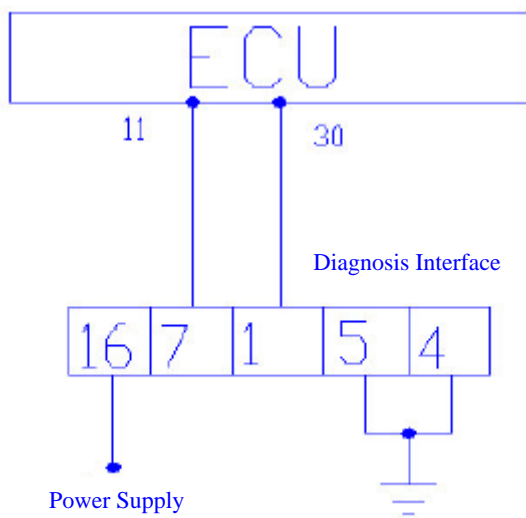 ECU
11 30
Diagnosis Interface
16 7 1 5 4
Power Supply